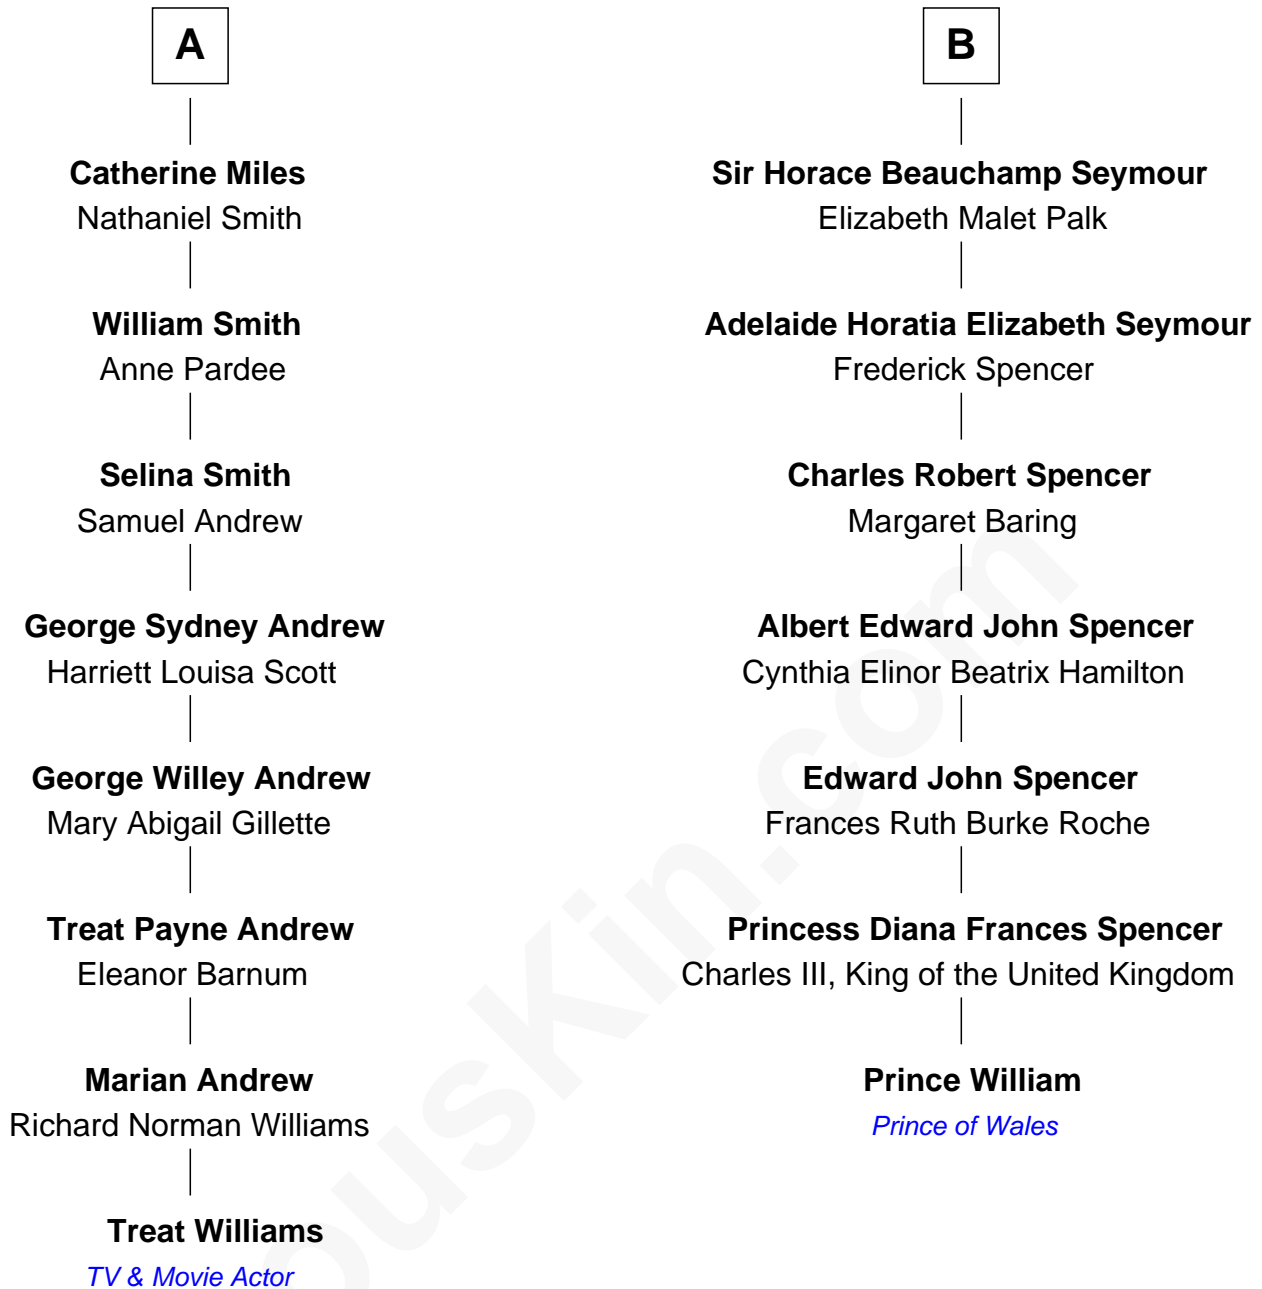 A
Catherine Miles
Nathaniel Smith
William Smith
Anne Pardee
Selina Smith
Samuel Andrew
George Sydney Andrew
Harriett Louisa Scott
George Willey Andrew
Mary Abigail Gillette
Treat Payne Andrew
Eleanor Barnum
Marian Andrew
Richard Norman Williams
Treat Williams
TV & Movie Actor
B
Sir Horace Beauchamp Seymour
Elizabeth Malet Palk
Adelaide Horatia Elizabeth Seymour
Frederick Spencer
Charles Robert Spencer
Margaret Baring
Albert Edward John Spencer
Cynthia Elinor Beatrix Hamilton
Edward John Spencer
Frances Ruth Burke Roche
Princess Diana Frances Spencer
Charles III, King of the United Kingdom
Prince William
Prince of Wales
ousKin.com